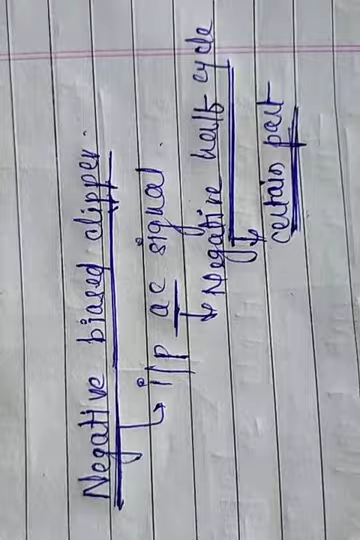 Negative biased clipper.
i/p ac signal
Negative half cycle
certain part